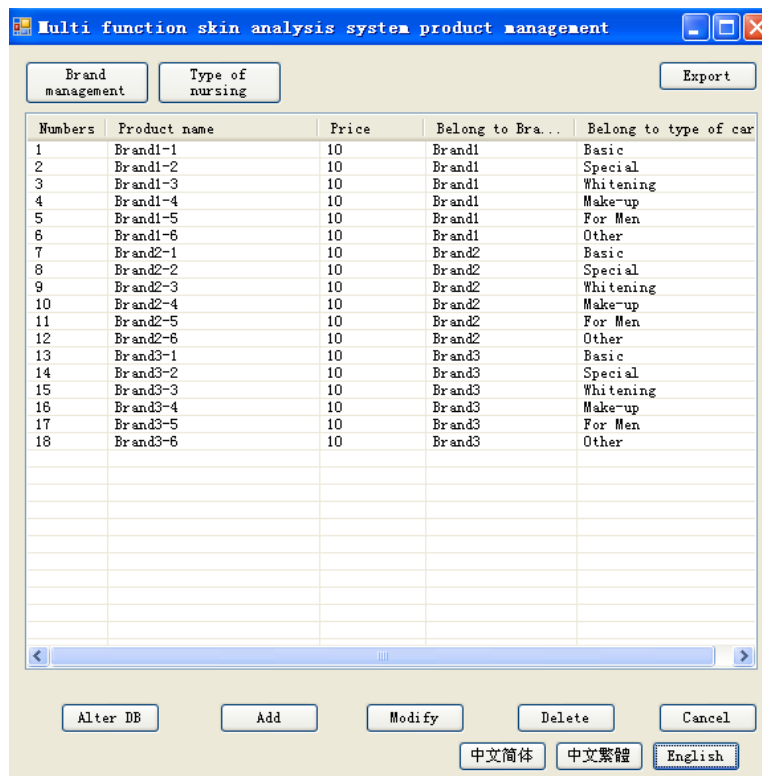 Multi function skin analysis system product management
Brand management Type of nursing Export
Numbers Product name Price Belong to Bra... Belong to type of car
1 Brand1-1 10 Brand1 Basic
2 Brand1-2 10 Brand1 Special
3 Brand1-3 10 Brand1 Whitening
4 Brand1-4 10 Brand1 Make-up
5 Brand1-5 10 Brand1 For Men
6 Brand1-6 10 Brand1 Other
7 Brand2-1 10 Brand2 Basic
8 Brand2-2 10 Brand2 Special
9 Brand2-3 10 Brand2 Whitening
10 Brand2-4 10 Brand2 Make-up
11 Brand2-5 10 Brand2 For Men
12 Brand2-6 10 Brand2 Other
13 Brand3-1 10 Brand3 Basic
14 Brand3-2 10 Brand3 Special
15 Brand3-3 10 Brand3 Whitening
16 Brand3-4 10 Brand3 Make-up
17 Brand3-5 10 Brand3 For Men
18 Brand3-6 10 Brand3 Other
Alter DB Add Modify Delete Cancel
中文简体 中文繁體 English